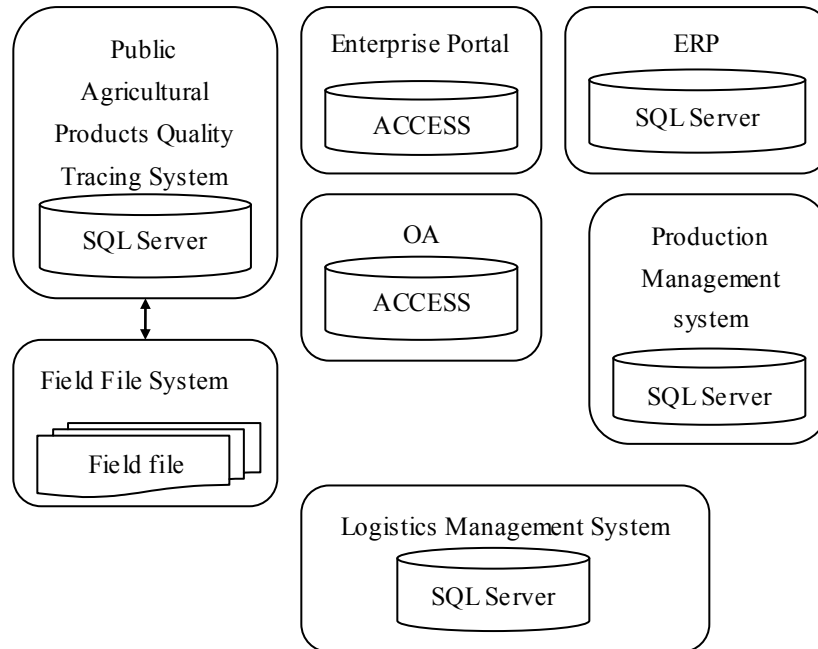 Public
Agricultural
Products Quality
Tracing System
SQL Server
Enterprise Portal
ACCESS
ERP
SQL Server
OA
ACCESS
Production
Management
system
SQL Server
Field File System
Field file
Logistics Management System
SQL Server